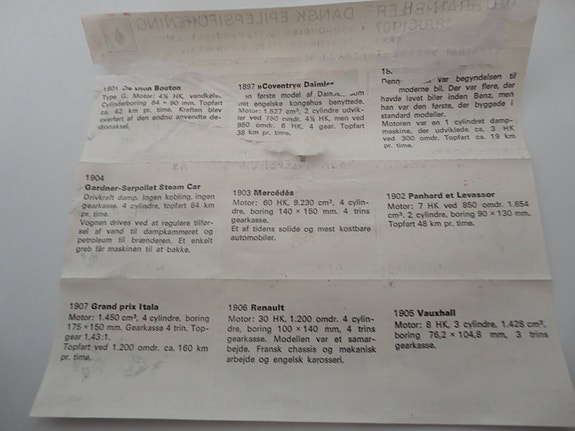 DANSK EPILEPSIFORENING
1901 De Dion Bouton
Type G. Motor: 4½ HK, vandkøle
Cylinderboring 84 × 90 mm. Topfart
ca. 42 km pr. time. Kraften blev
overført af den endnu anvendte de-
dionaksel.
1897 »Coventry« Daimler
en første model af Daim som
et engelske kongehus benyttede.
Motor: 1.527 cm³, 2 cylindre udvik-
ler ved 750 omdr. 4½ HK, men ved
950 omdr. 6 HK, 4 gear. Topfart
38 km pr. time.
18
Denn var begyndelsen til
moderne bil. Der var flere, der
havde lavet biler inden Benz, men
han var den første, der byggede i
standard modeller.
Motoren var en 1 cylindret damp-
maskine, der udviklede ca. 3 HK
ved 300 omdr. Topfart ca. 19 km
pr. time.
1904
Gardner-Serpollet Steam Car
Drivkraft damp. Ingen kobling, ingen
gearkasse. 4 cylindre, topfart 64 km
pr. time.
Vognen drives ved at regulere tilfør-
sel af vand til dampkammeret og
petroleum til brænderen. Et enkelt
greb får maskinen til at bakke.
1903 Mercédés
Motor: 60 HK, 9.230 cm³, 4 cylin-
dre, boring 140 × 150 mm. 4 trins
gearkasse.
Et af tidens solide og mest kostbare
automobiler.
1902 Panhard et Levassor
Motor: 7 HK ved 850 omdr. 1.654
cm³. 2 cylindre, boring 90 × 130 mm.
Topfart 48 km pr. time.
1907 Grand prix Itala
Motor: 1.450 cm³, 4 cylindre, boring
175 × 150 mm. Gearkasse 4 trin. Top-
gear 1,43:1.
Topfart ved 1.200 omdr. ca. 160 km
pr. time.
1906 Renault
Motor: 30 HK, 1.200 omdr. 4 cylin-
dre, boring 100 × 140 mm, 4 trins
gearkasse. Modellen var et samar-
bejde. Fransk chassis og mekanisk
arbejde og engelsk karosseri.
1905 Vauxhall
Motor: 8 HK, 3 cylindre, 1.428 cm³,
boring 76,2 × 104,8 mm, 3 trins
gearkasse.